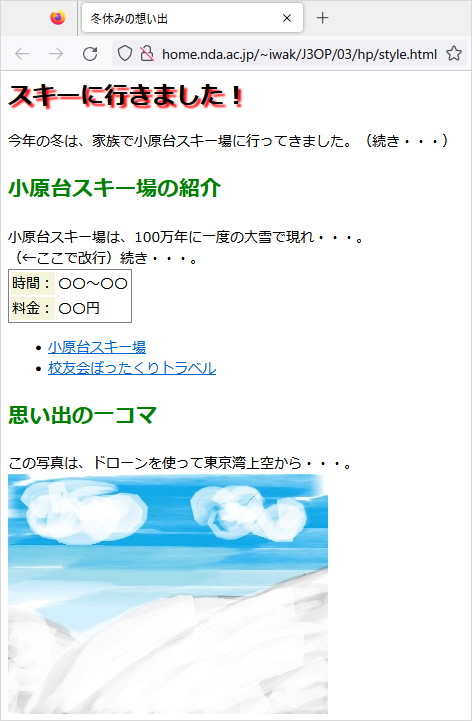 冬休みの想い出
home.nda.ac.jp/~iwak/J3OP/03/hp/style.html
スキーに行きました！
今年の冬は、家族で小原台スキー場に行ってきました。（続き・・・）
小原台スキー場の紹介
小原台スキー場は、100万年に一度の大雪で現れ・・・。
（←ここで改行）続き・・・。
時間： 〇〇～〇〇
料金： 〇〇円
小原台スキー場
校友会ぼったくりトラベル
思い出の一コマ
この写真は、ドローンを使って東京湾上空から・・・。